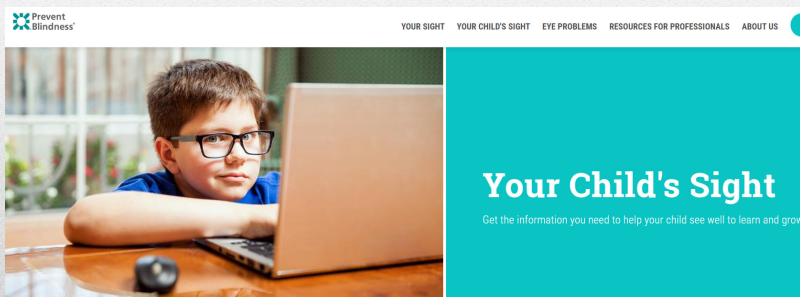 Prevent
Blindness®
YOUR SIGHT YOUR CHILD'S SIGHT EYE PROBLEMS RESOURCES FOR PROFESSIONALS ABOUT US
Your Child's Sight
Get the information you need to help your child see well to learn and grow